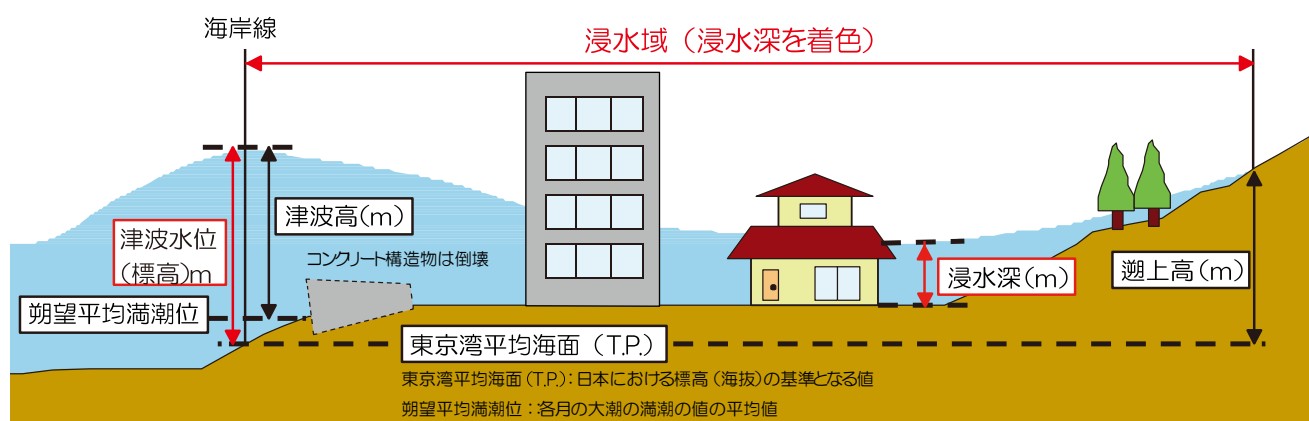 海岸線
浸水域（浸水深を着色）
津波高(m)
津波水位
(標高)m
コンクリート構造物は倒壊
朔望平均満潮位
浸水深(m)
遡上高(m)
東京湾平均海面（T.P.）
東京湾平均海面(T.P.)：日本における標高(海抜)の基準となる値
朔望平均満潮位：各月の大潮の満潮の値の平均値